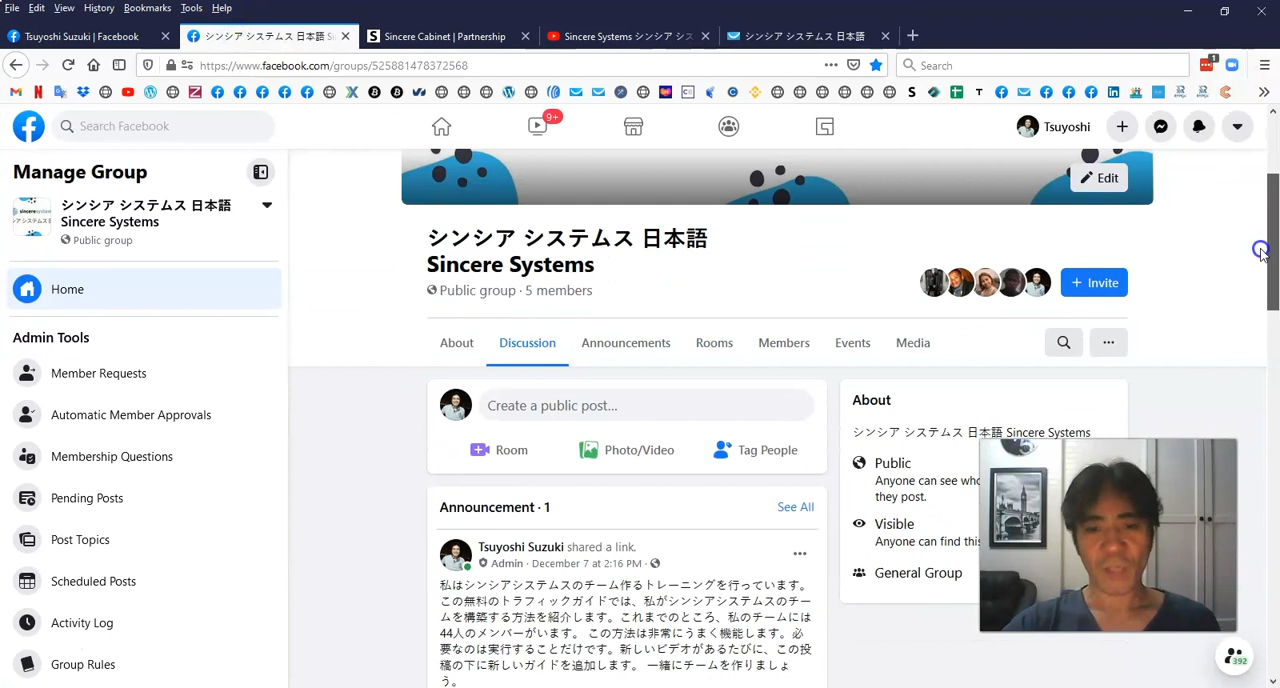 File Edit View History Bookmarks Tools Help
Tsuyoshi Suzuki | Facebook
シンシア システムス 日本語 Si
Sincere Cabinet | Partnership
Sincere Systems シンシア シス
シンシア システムス 日本語
https://www.facebook.com/groups/525881478372568
Search
Search Facebook
9+
Tsuyoshi
Manage Group
シンシア システムス 日本語
Sincere Systems
Public group
Home
Admin Tools
Member Requests
Automatic Member Approvals
Membership Questions
Pending Posts
Post Topics
Scheduled Posts
Activity Log
Group Rules
Edit
シンシア システムス 日本語
Sincere Systems
Public group · 5 members
+ Invite
About Discussion Announcements Rooms Members Events Media
Create a public post...
Room Photo/Video Tag People
Announcement · 1 See All
Tsuyoshi Suzuki shared a link.
Admin · December 7 at 2:16 PM ·
私はシンシアシステムスのチーム作るトレーニングを行っています。
この無料のトラフィックガイドでは、私がシンシアシステムスのチー
ムを構築する方法を紹介します。これまでのところ、私のチームには
44人のメンバーがいます。 この方法は非常にうまく機能します。必
要なのは実行することだけです。新しいビデオがあるたびに、この投
稿の下に新しいガイドを追加します。 一緒にチームを作りましょ
う。
About
シンシア システムス 日本語 Sincere Systems
Public
Anyone can see who
they post.
Visible
Anyone can find this
General Group
392